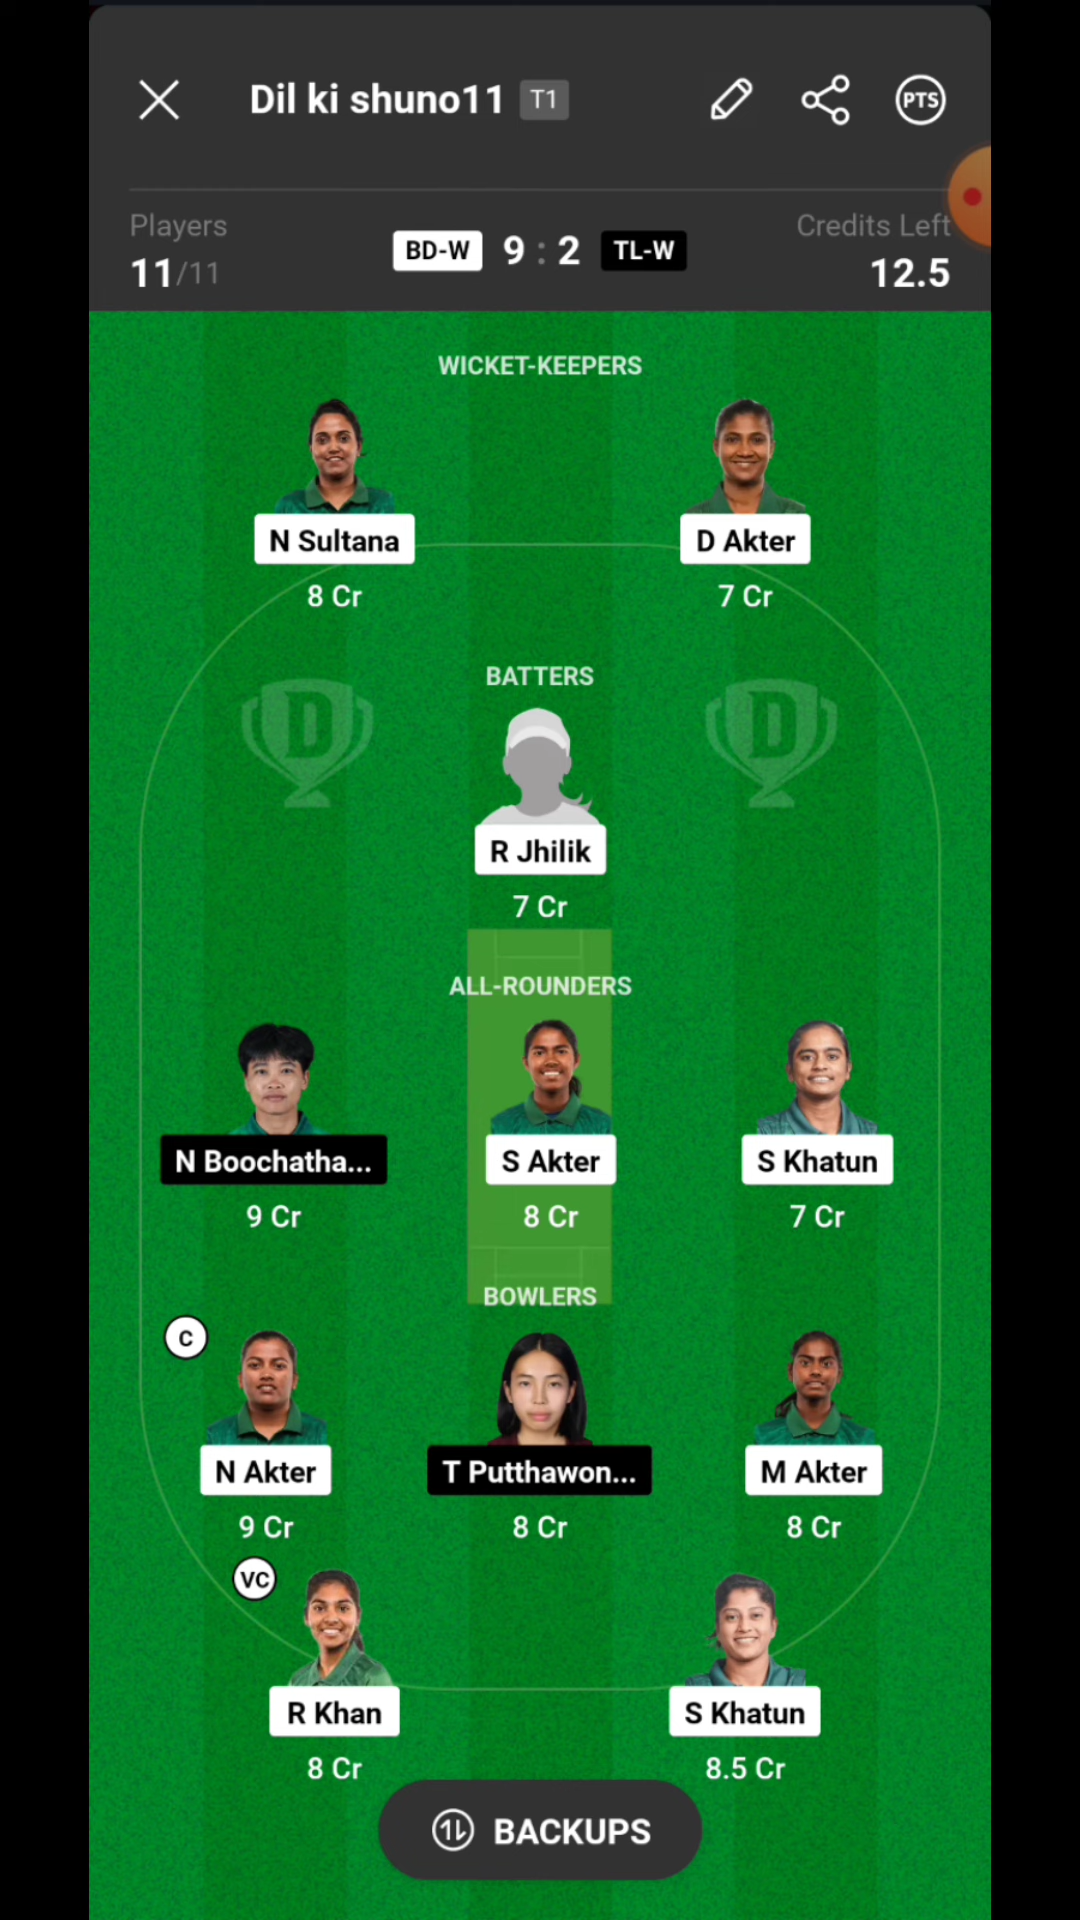 Dil ki shuno11 T1
PTS
Players
Credits Left
11/11
BD-W 9 : 2 TL-W
12.5
WICKET-KEEPERS
N Sultana
D Akter
8 Cr
7 Cr
BATTERS
D
D
R Jhilik
7 Cr
ALL-ROUNDERS
N Boochatha...
S Akter
S Khatun
9 Cr
8 Cr
7 Cr
BOWLERS
C
N Akter
T Putthawon...
M Akter
9 Cr
8 Cr
8 Cr
VC
R Khan
S Khatun
8 Cr
8.5 Cr
BACKUPS